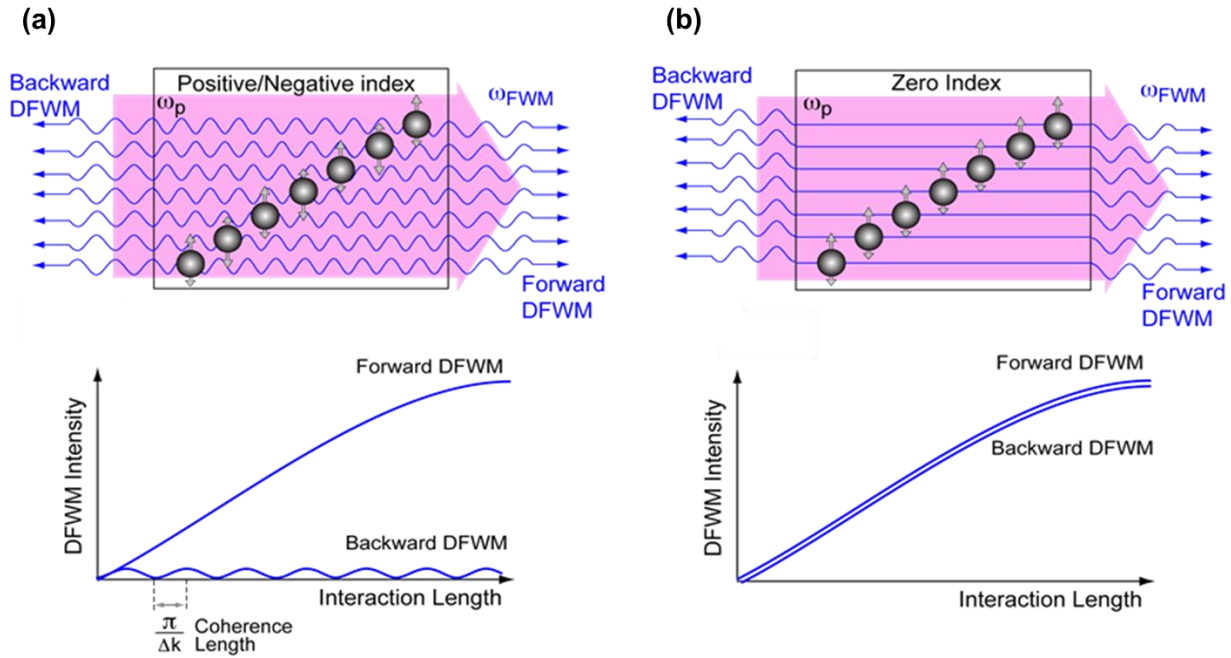 (a)
Backward
DFWM
Positive/Negative index
ωp
ωFWM
Forward
DFWM
DFWM Intensity
Forward DFWM
Backward DFWM
Interaction Length
π
Δk
Coherence
Length
(b)
Backward
DFWM
Zero Index
ωp
ωFWM
Forward
DFWM
DFWM Intensity
Forward DFWM
Backward DFWM
Interaction Length